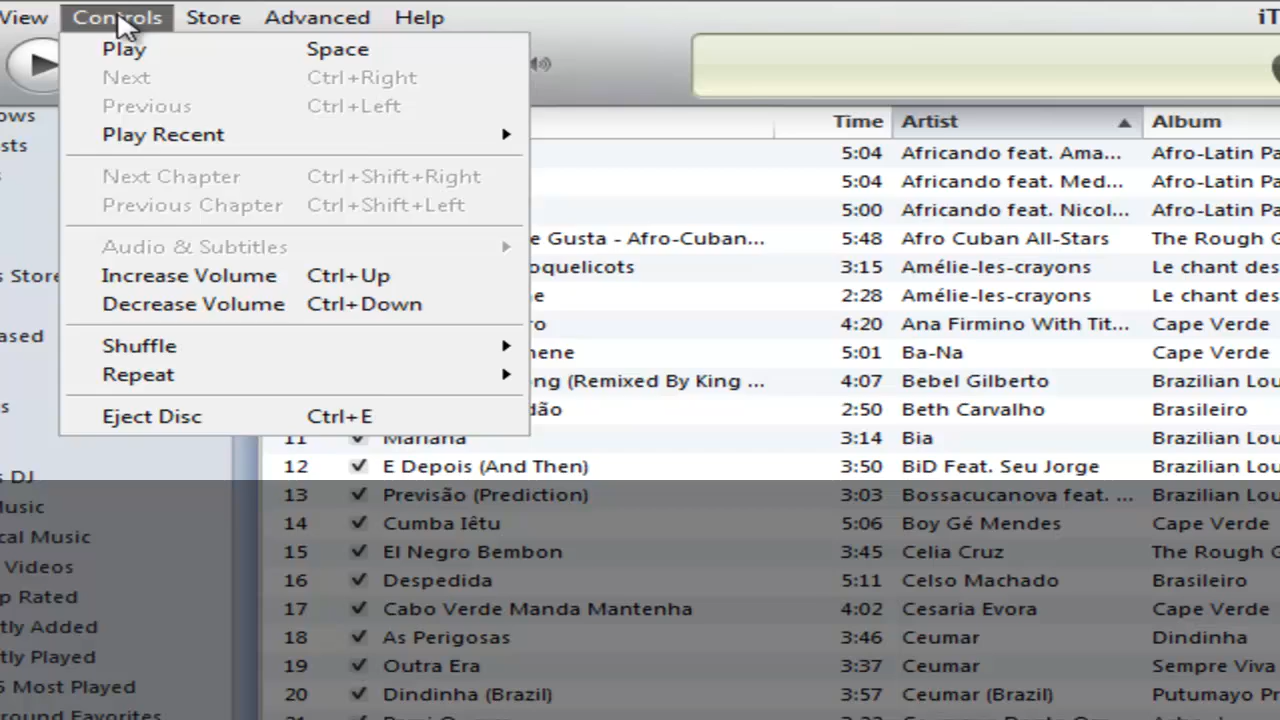 View Controls Store Advanced Help iT
Play Space
Next Ctrl+Right
Previous Ctrl+Left
Play Recent
Next Chapter Ctrl+Shift+Right
Previous Chapter Ctrl+Shift+Left
Audio & Subtitles
Increase Volume Ctrl+Up
Decrease Volume Ctrl+Down
Shuffle
Repeat
Eject Disc Ctrl+E
ows
sts
s Store
ased
s
s DJ
Music
cal Music
Videos
p Rated
tly Added
tly Played
5 Most Played
round Favorites
Time Artist Album
5:04 Africando feat. Ama... Afro-Latin Pa
5:04 Africando feat. Med... Afro-Latin Pa
5:00 Africando feat. Nicol... Afro-Latin Pa
e Gusta - Afro-Cuban... 5:48 Afro Cuban All-Stars The Rough G
oquelicots 3:15 Amélie-les-crayons Le chant des
ne 2:28 Amélie-les-crayons Le chant des
ro 4:20 Ana Firmino With Tit... Cape Verde
nene 5:01 Ba-Na Cape Verde
ng (Remixed By King ... 4:07 Bebel Gilberto Brazilian Lou
dão 2:50 Beth Carvalho Brasileiro
11 Mariana 3:14 Bia Brazilian Lou
12 E Depois (And Then) 3:50 BiD Feat. Seu Jorge Brazilian Lou
13 Previsão (Prediction) 3:03 Bossacucanova feat. ... Brazilian Lou
14 Cumba Iêtu 5:06 Boy Gé Mendes Cape Verde
15 El Negro Bembon 3:45 Celia Cruz The Rough G
16 Despedida 5:11 Celso Machado Brasileiro
17 Cabo Verde Manda Mantenha 4:02 Cesaria Evora Cape Verde
18 As Perigosas 3:46 Ceumar Dindinha
19 Outra Era 3:37 Ceumar Sempre Viva
20 Dindinha (Brazil) 3:57 Ceumar (Brazil) Putumayo Pr